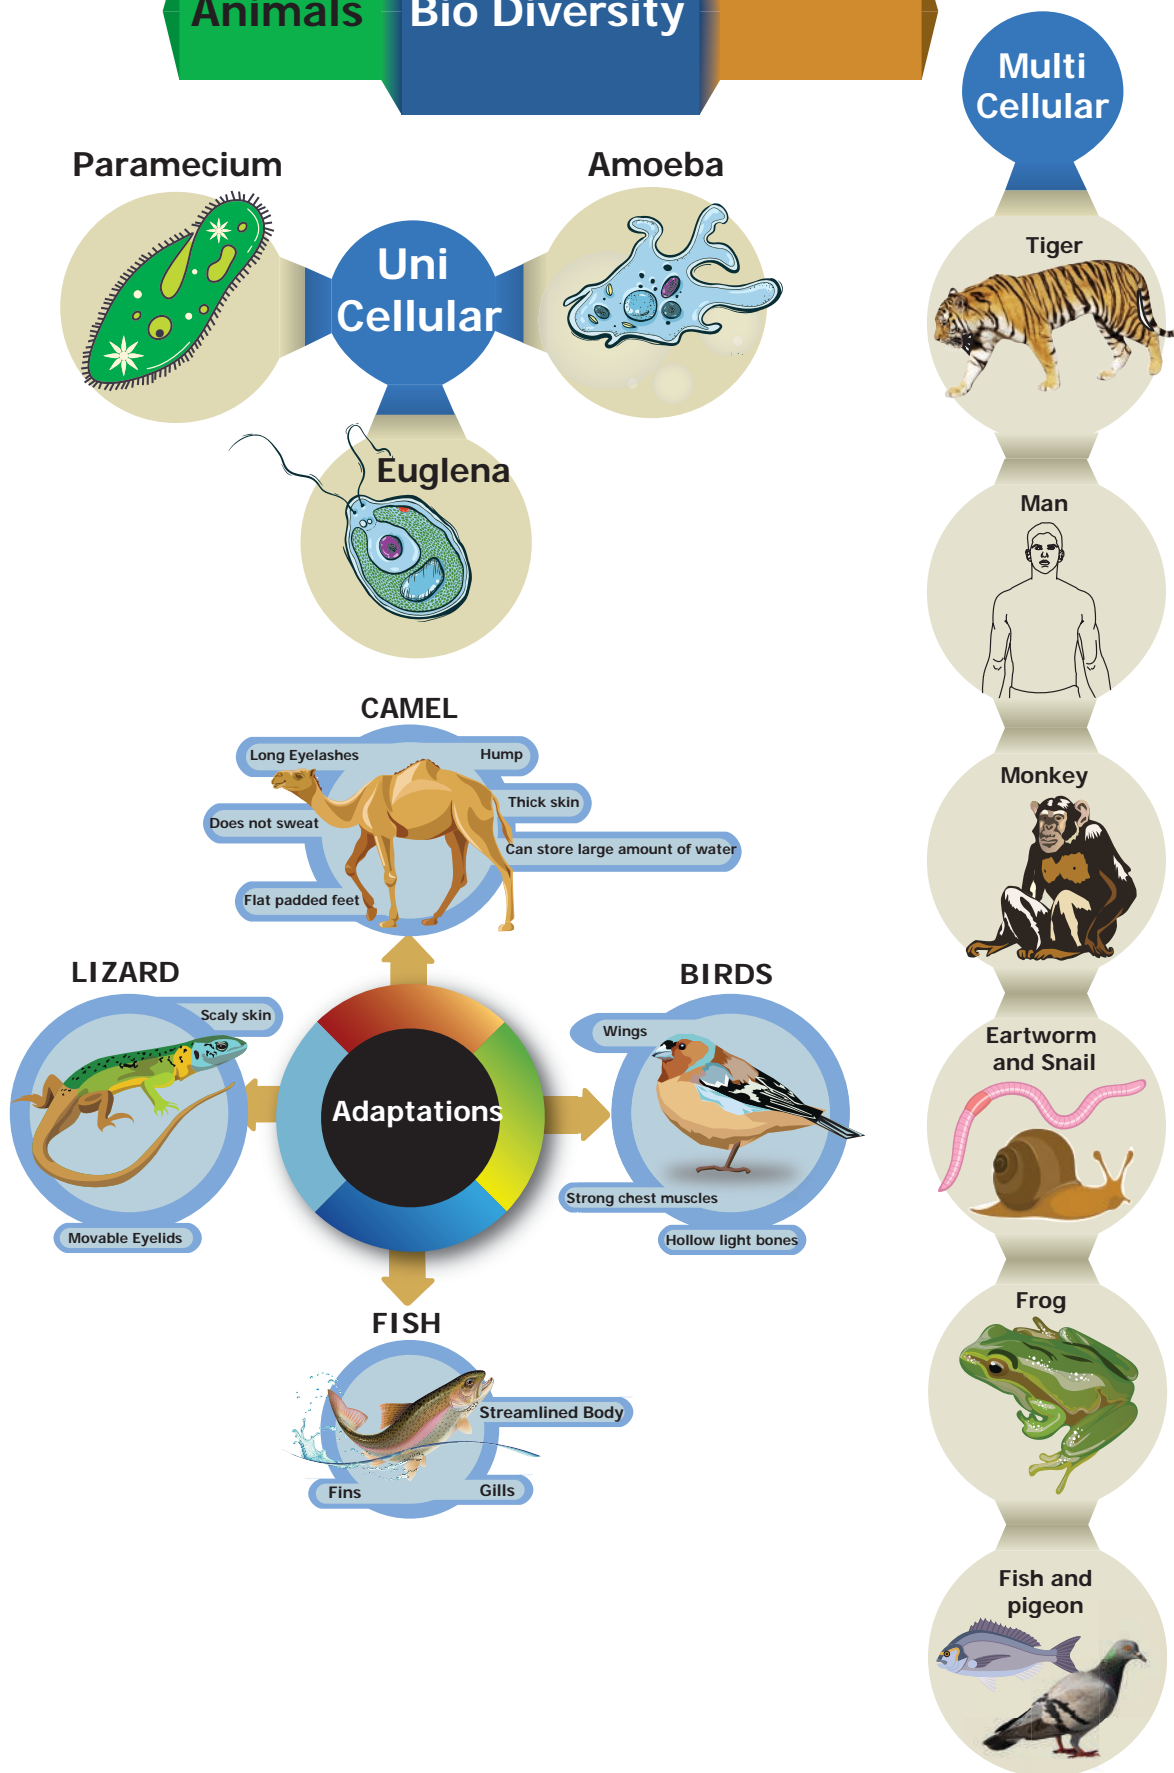 Animals
Bio Diversity
Multi
Cellular
Paramecium
Amoeba
Uni
Cellular
Euglena
Tiger
Man
Monkey
Eartworm
and Snail
Frog
Fish and
pigeon
CAMEL
Long Eyelashes
Hump
Thick skin
Does not sweat
Can store large amount of water
Flat padded feet
LIZARD
Scaly skin
Movable Eyelids
Adaptations
BIRDS
Wings
Strong chest muscles
Hollow light bones
FISH
Streamlined Body
Fins
Gills